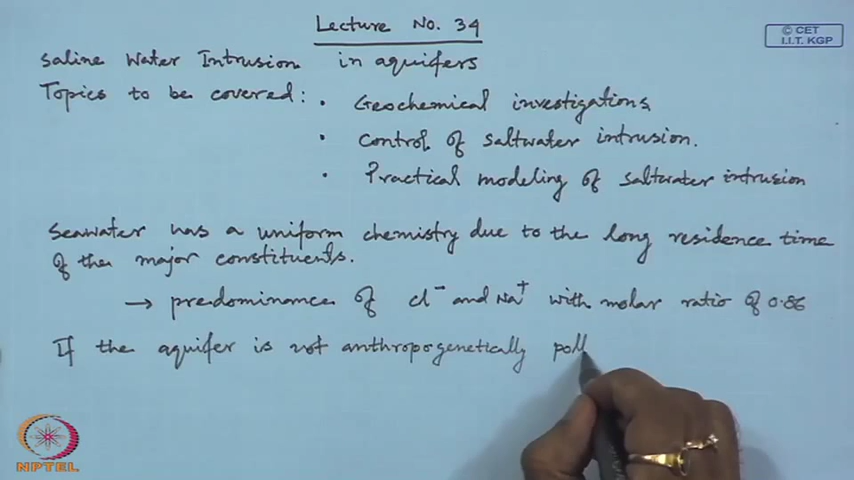 Lecture No. 34
© CET
I.I.T. KGP
Saline Water Intrusion in aquifers
Topics to be covered: • Geochemical investigations
• Control of saltwater intrusion.
• Practical modeling of saltwater intrusion
Seawater has a uniform chemistry due to the long residence time
of the major constituents.
→ predominance of Cl⁻ and Na⁺ with molar ratio of 0.86
If the aquifer is not anthropogenetically poll
NPTEL